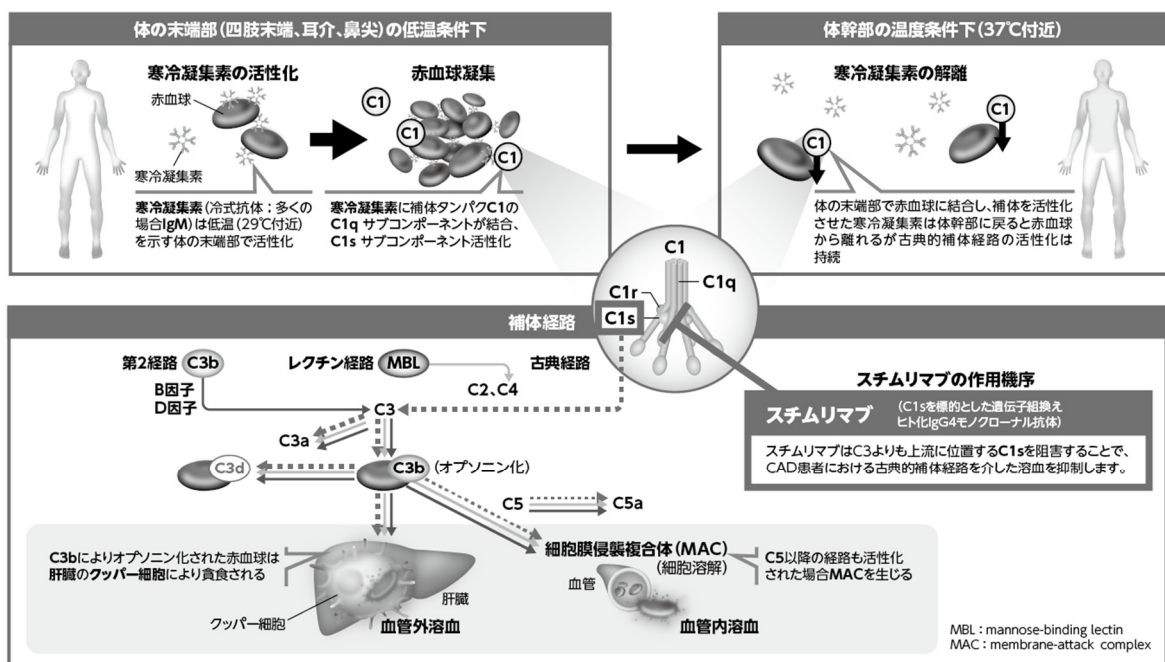 体の末端部（四肢末端、耳介、鼻尖）の低温条件下
寒冷凝集素の活性化
赤血球
寒冷凝集素
寒冷凝集素（冷式抗体；多くの
場合IgM）は低温（29℃付近）
を示す体の末端部で活性化
赤血球凝集
C1
C1
C1
寒冷凝集素に補体タンパクC1の
C1q サブコンポーネントが結合、
C1s サブコンポーネント活性化
体幹部の温度条件下（37℃付近）
寒冷凝集素の解離
C1
C1
体の末端部で赤血球に結合し、補体を活性化
させた寒冷凝集素は体幹部に戻ると赤血球
から離れるが古典的補体経路の活性化は
持続
C1
C1q
C1r
C1s
補体経路
第2経路
C3b
B因子
D因子
レクチン経路
MBL
古典経路
C2、C4
C3
C3a
C3d
C3b
（オプソニン化）
C5
C5a
スチムリマブの作用機序
スチムリマブ
（C1sを標的とした遺伝子組換え
ヒト化IgG4モノクローナル抗体）
スチムリマブはC3よりも上流に位置するC1sを阻害することで、
CAD患者における古典的補体経路を介した溶血を抑制します。
C3bによりオプソニン化された赤血球は
肝臓のクッパー細胞により貪食される
クッパー細胞
肝臓
血管外溶血
細胞膜侵襲複合体（MAC）
（細胞溶解）
血管
血管内溶血
C5以降の経路も活性化
された場合MACを生じる
MBL：mannose-binding lectin
MAC：membrane-attack complex